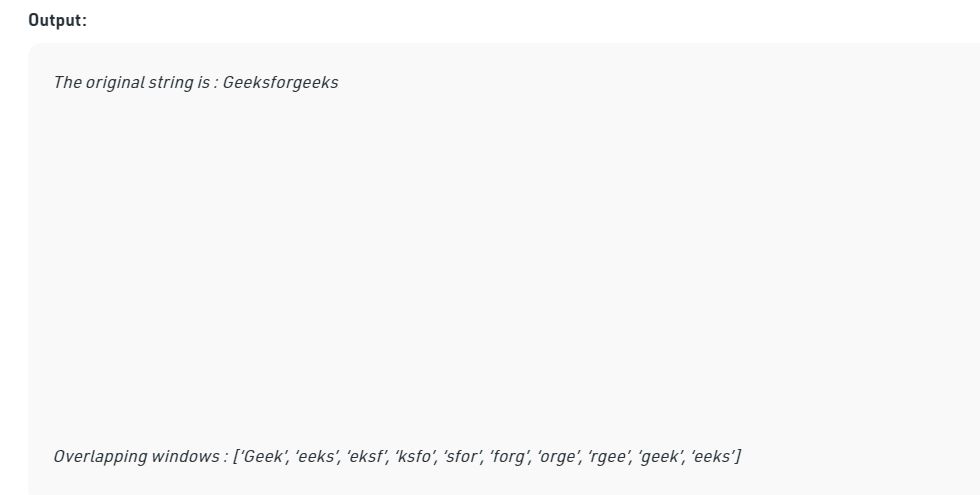 Output:
The original string is : Geeksforgeeks
Overlapping windows : [‘Geek’, ‘eeks’, ‘eksf’, ‘ksfo’, ‘sfor’, ‘forg’, ‘orge’, ‘rgee’, ‘geek’, ‘eeks’]